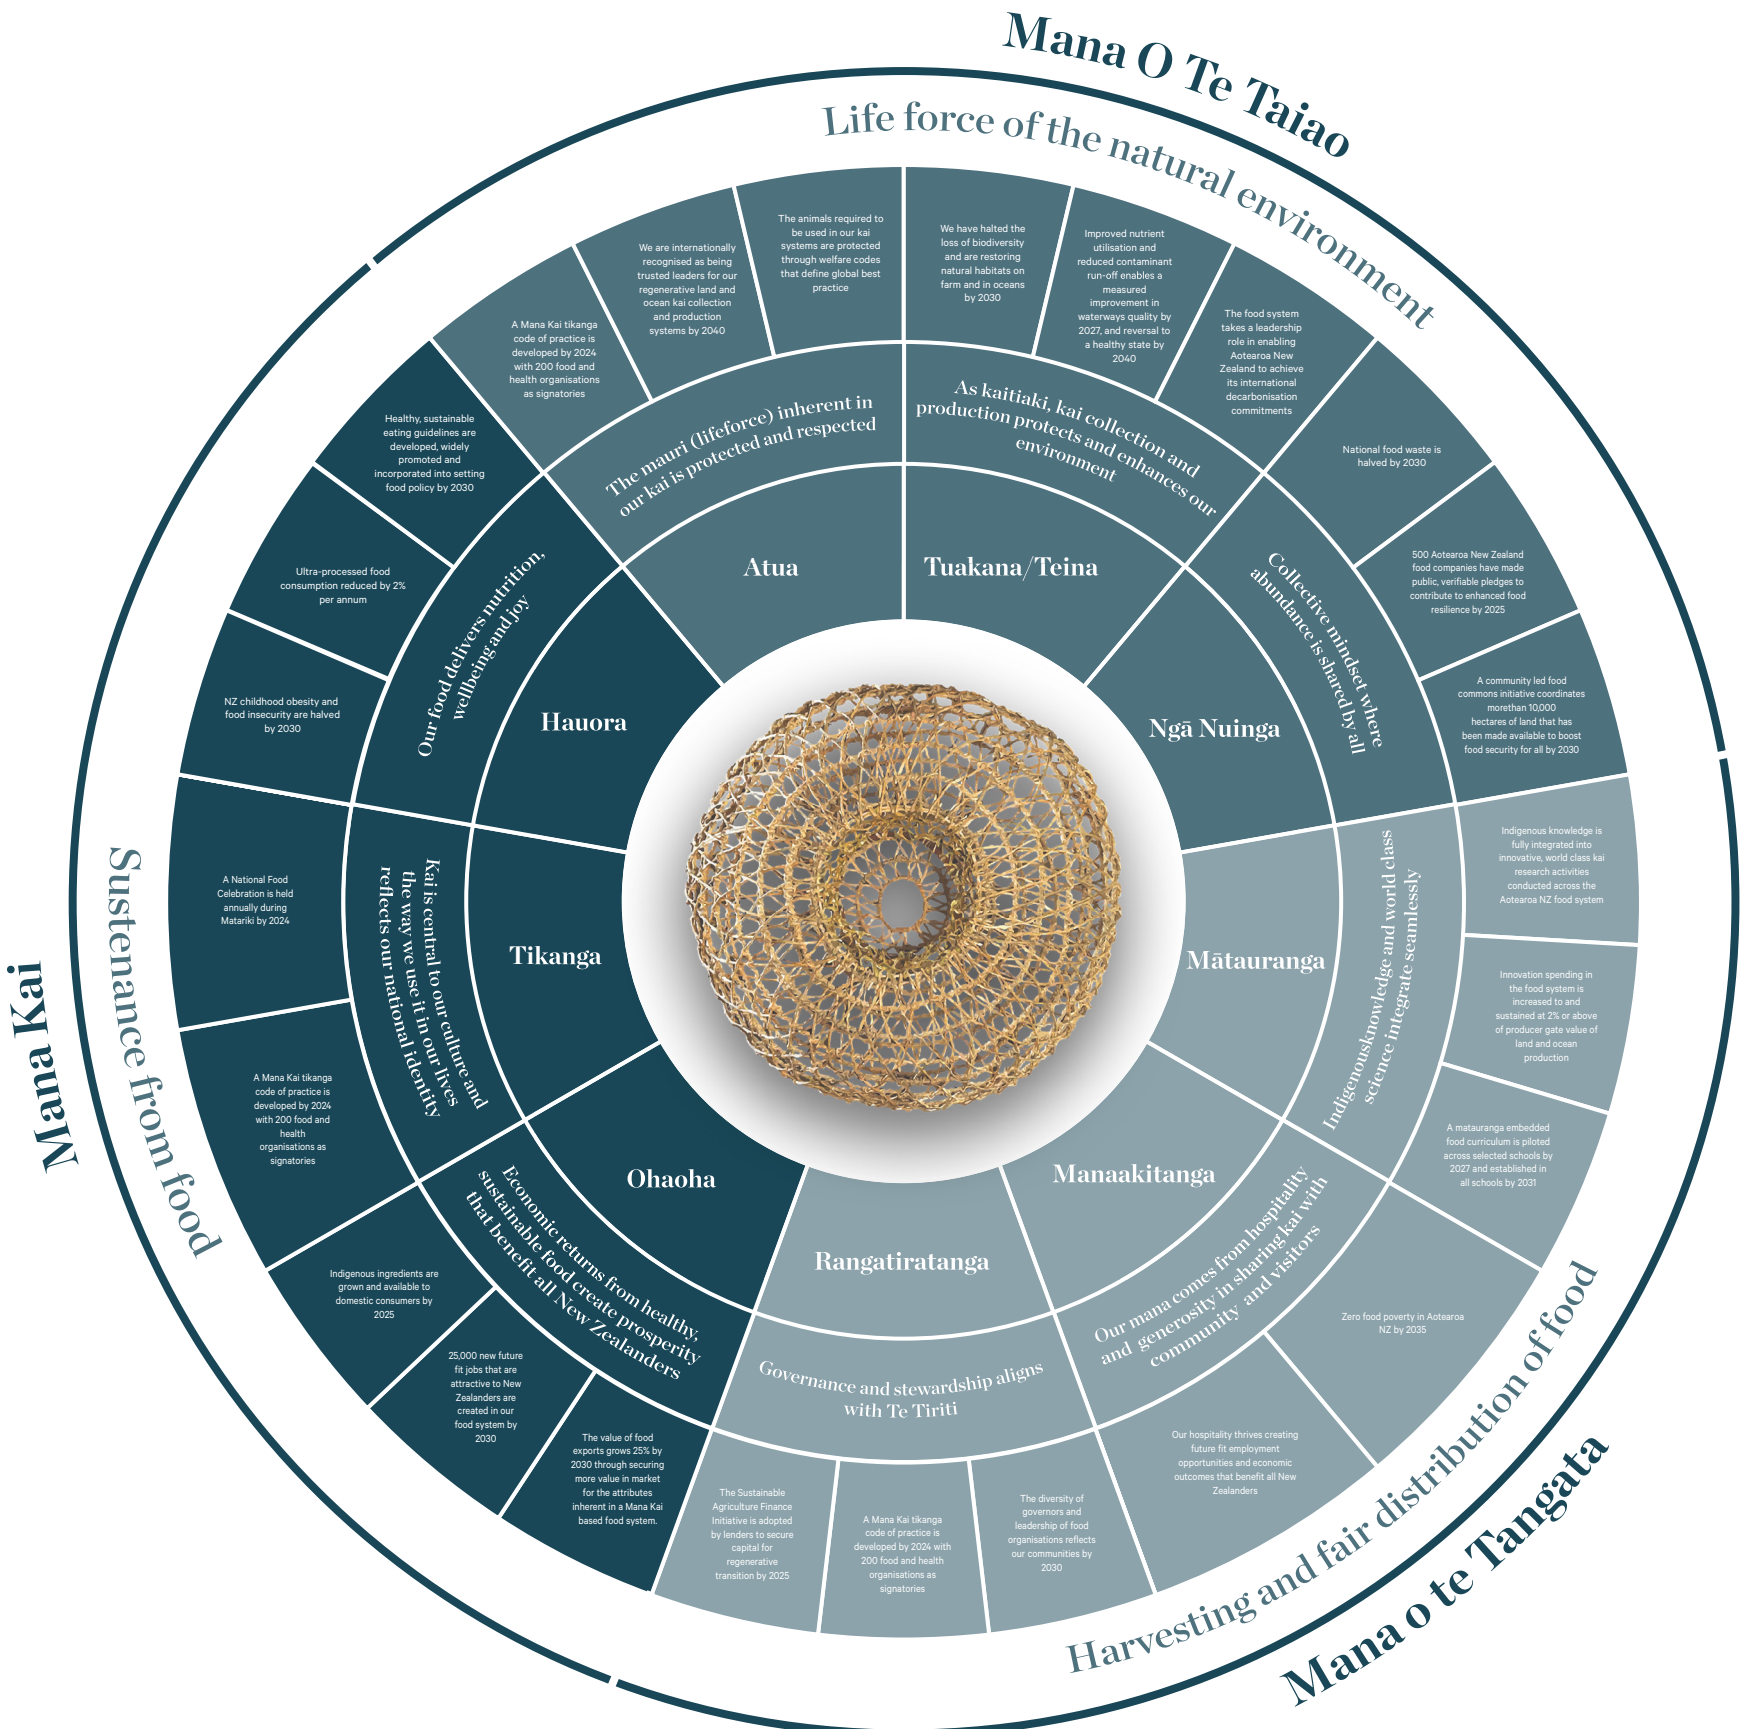 Mana O Te Taiao
Life force of the natural environment
Atua
The mauri (lifeforce) inherent in
our kai is protected and respected
A Mana Kai tikanga
code of practice is
developed by 2024
with 200 food and
health organisations
as signatories
We are internationally
recognised as being
trusted leaders for our
regenerative land and
ocean kai collection
and production
systems by 2040
The animals required to
be used in our kai
systems are protected
through welfare codes
that define global best
practice
Tuakana/Teina
As kaitiaki, kai collection and
production protects and enhances our
environment
We have halted the
loss of biodiversity
and are restoring
natural habitats on
farm and in oceans
by 2030
Improved nutrient
utilisation and
reduced contaminant
run-off enables a
measured
improvement in
waterways quality by
2027, and reversal to
a healthy state by
2040
The food system
takes a leadership
role in enabling
Aotearoa New
Zealand to achieve
its international
decarbonisation
commitments
Ngā Nuinga
Collective mindset where
abundance is shared by all
National food waste is
halved by 2030
500 Aotearoa New Zealand
food companies have made
public, verifiable pledges to
contribute to enhanced food
resilience by 2025
A community led food
commons initiative coordinates
morethan 10,000
hectares of land that has
been made available to boost
food security for all by 2030
Mana o te Tangata
Harvesting and fair distribution of food
Mātauranga
Indigenousknowledge and world class
science integrate seamlessly
Indigenous knowledge is
fully integrated into
innovative, world class kai
research activities
conducted across the
Aotearoa NZ food system
Innovation spending in
the food system is
increased to and
sustained at 2% or above
of producer gate value of
land and ocean
production
A matauranga embedded
food curriculum is piloted
across selected schools by
2027 and established in
all schools by 2031
Manaakitanga
Our mana comes from hospitality
and generosity in sharing kai with
community and visitors
Zero food poverty in Aotearoa
NZ by 2035
Our hospitality thrives creating
future fit employment
opportunities and economic
outcomes that benefit all New
Zealanders
Rangatiratanga
Governance and stewardship aligns
with Te Tiriti
The diversity of
governors and
leadership of food
organisations reflects
our communities by
2030
A Mana Kai tikanga
code of practice is
developed by 2024 with
200 food and health
organisations as
signatories
The Sustainable
Agriculture Finance
Initiative is adopted
by lenders to secure
capital for
regenerative
transition by 2025
Mana Kai
Sustenance from food
Ohaoha
Economic returns from healthy,
sustainable food create prosperity
that benefit all New Zealanders
The value of food
exports grows 25% by
2030 through securing
more value in market
for the attributes
inherent in a Mana Kai
based food system.
25,000 new future
fit jobs that are
attractive to New
Zealanders are
created in our
food system by
2030
Indigenous ingredients are
grown and available to
domestic consumers by
2025
Tikanga
Kai is central to our culture and
the way we use it in our lives
reflects our national identity
A Mana Kai tikanga
code of practice is
developed by 2024
with 200 food and
health
organisations as
signatories
A National Food
Celebration is held
annually during
Matariki by 2024
Hauora
Our food delivers nutrition,
wellbeing and joy
NZ childhood obesity and
food insecurity are halved
by 2030
Ultra-processed food
consumption reduced by 2%
per annum
Healthy, sustainable
eating guidelines are
developed, widely
promoted and
incorporated into setting
food policy by 2030